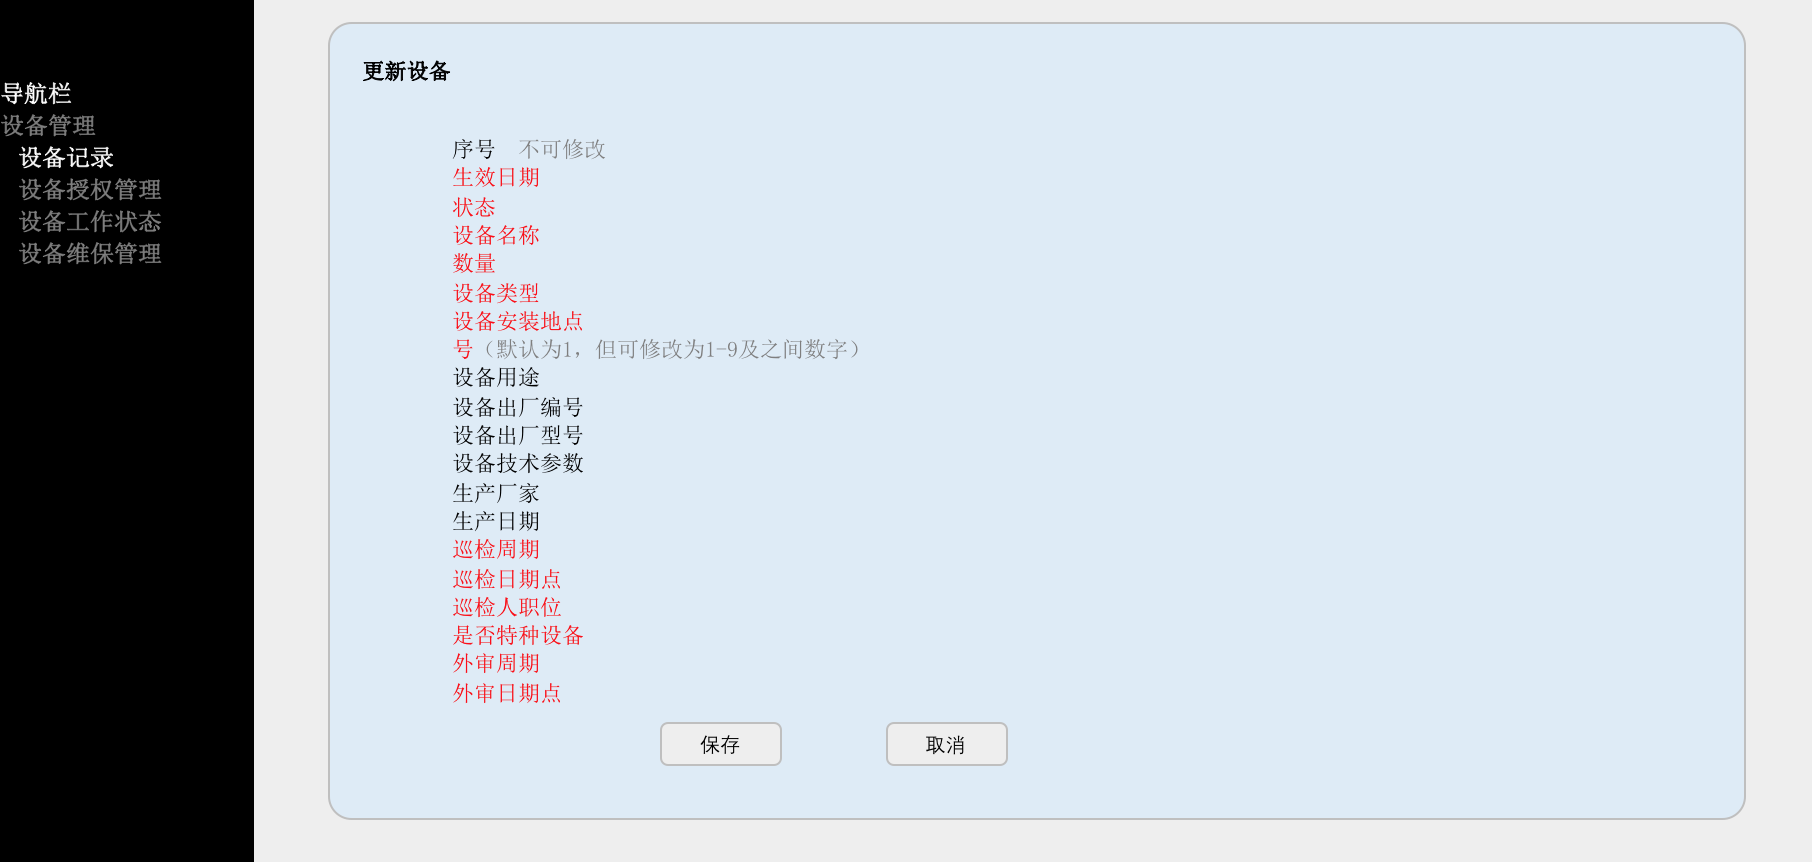 导航栏
设备管理
设备记录
设备授权管理
设备工作状态
设备维保管理
更新设备
序号 不可修改
生效日期
状态
设备名称
数量
设备类型
设备安装地点
号（默认为1，但可修改为1-9及之间数字）
设备用途
设备出厂编号
设备出厂型号
设备技术参数
生产厂家
生产日期
巡检周期
巡检日期点
巡检人职位
是否特种设备
外审周期
外审日期点
保存 取消